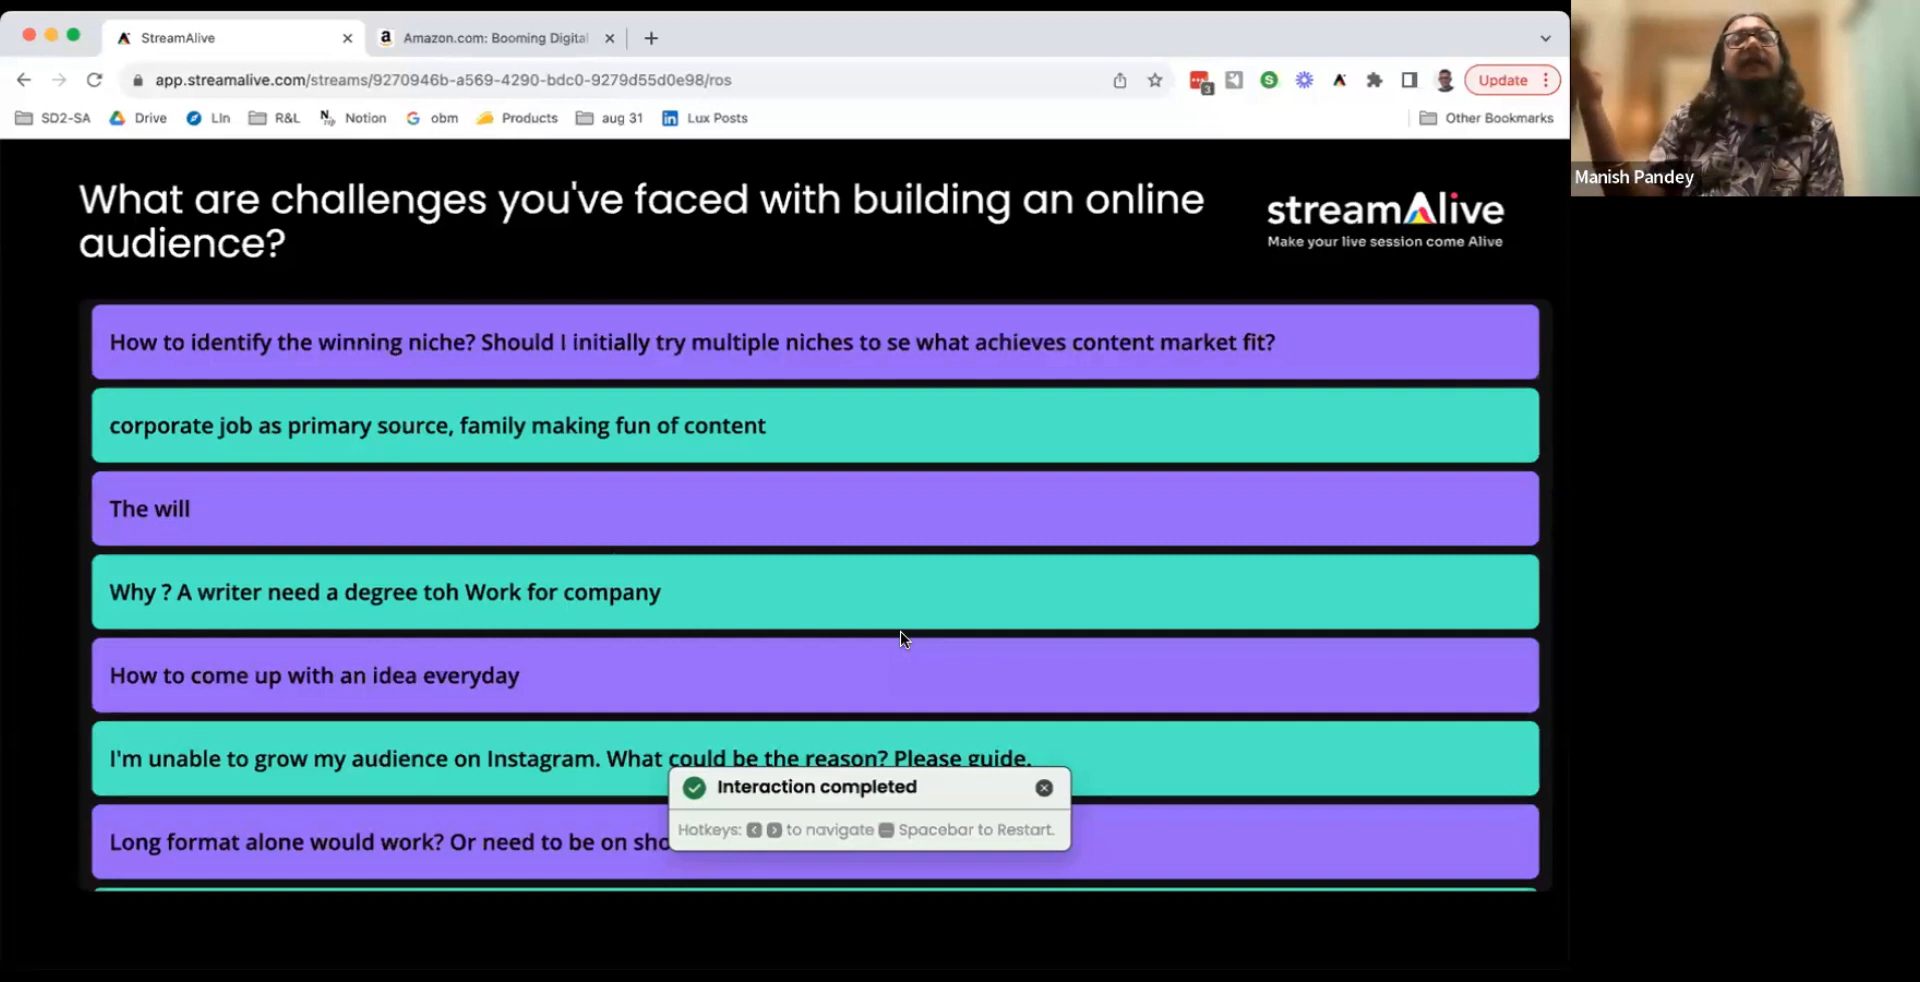 StreamAlive
Amazon.com: Booming Digital
app.streamalive.com/streams/9270946b-a569-4290-bdc0-9279d55d0e98/ros
3
S
Update
SD2-SA
Drive
LIn
R&L
Notion
obm
Products
aug 31
Lux Posts
Other Bookmarks
Manish Pandey
What are challenges you've faced with building an online
audience?
streamAlive
Make your live session come Alive
How to identify the winning niche? Should I initially try multiple niches to se what achieves content market fit?
corporate job as primary source, family making fun of content
The will
Why ? A writer need a degree toh Work for company
How to come up with an idea everyday
I'm unable to grow my audience on Instagram. What could be the reason? Please guide.
Long format alone would work? Or need to be on sho
Interaction completed
Hotkeys: to navigate Spacebar to Restart.